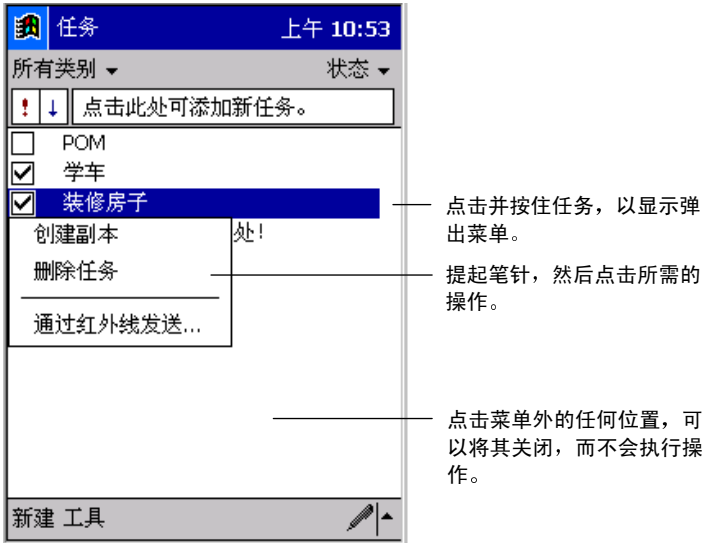 任务 上午 10:53
所有类别 状态
! ↓ 点击此处可添加新任务。
POM
学车
装修房子
处!
创建副本
删除任务
通过红外线发送...
新建 工具
点击并按住任务，以显示弹
出菜单。
提起笔针，然后点击所需的
操作。
点击菜单外的任何位置，可
以将其关闭，而不会执行操
作。